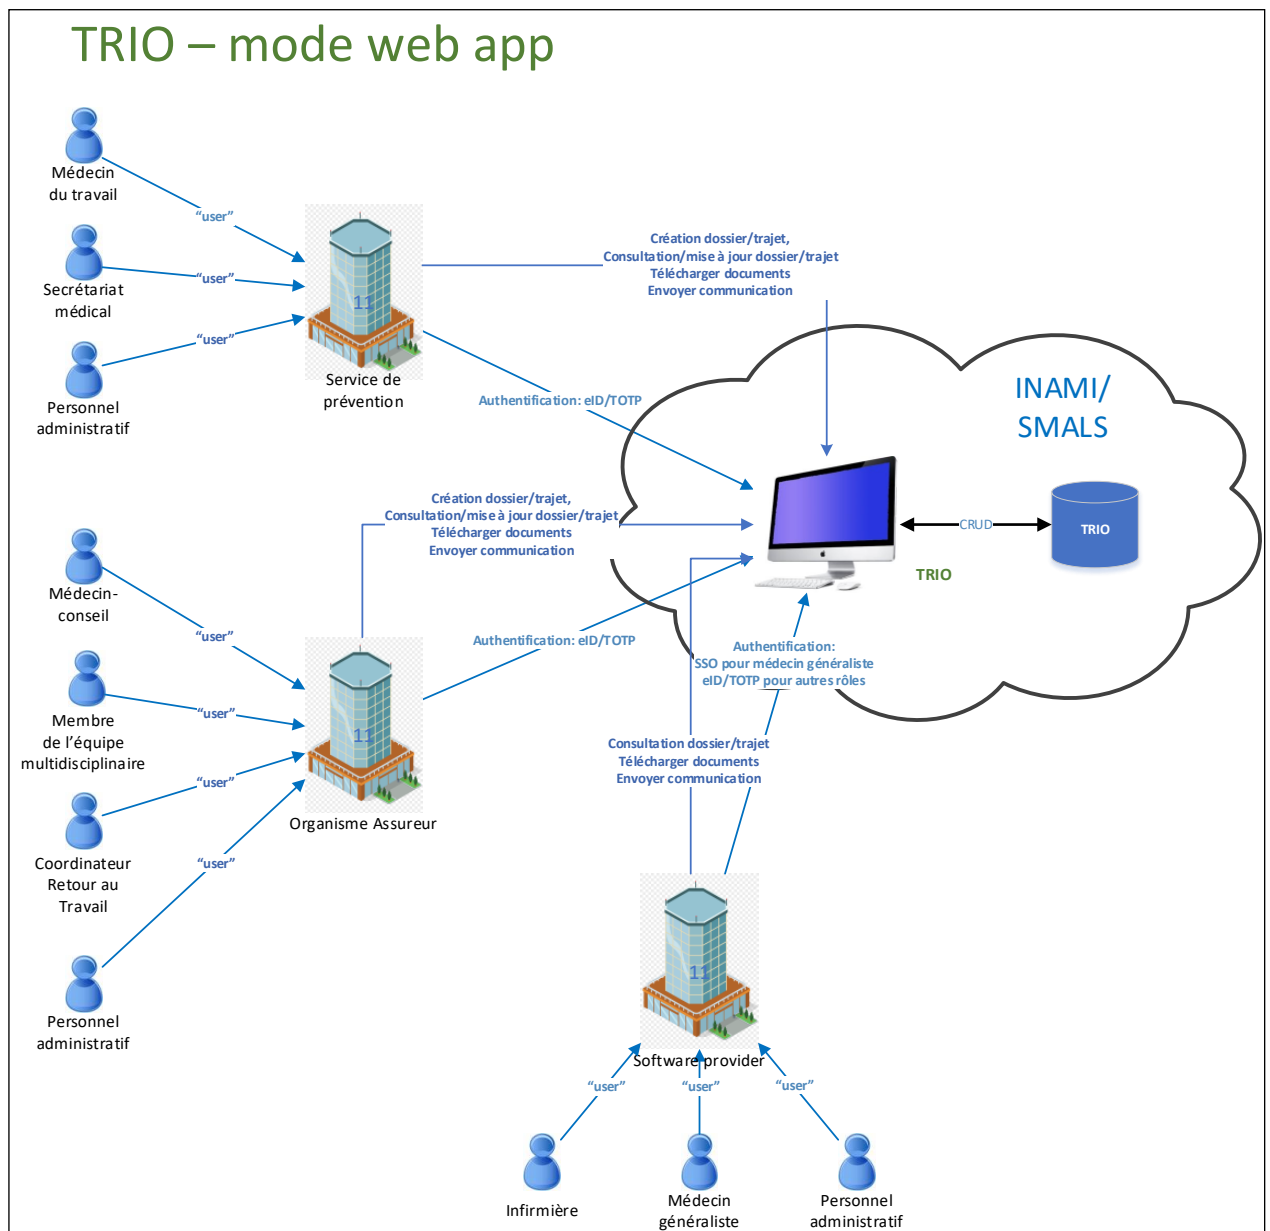 TRIO – mode web app
Médecin
du travail
"user"
Secrétariat
médical
"user"
Personnel
administratif
"user"
11
Service de
prévention
Création dossier/trajet,
Consultation/mise à jour dossier/trajet
Télécharger documents
Envoyer communication
Authentification: eID/TOTP
INAMI/
SMALS
CRUD
TRIO
TRIO
Création dossier/trajet,
Consultation/mise à jour dossier/trajet
Télécharger documents
Envoyer communication
Médecin-
conseil
"user"
Membre
de l'équipe
multidisciplinaire
"user"
Coordinateur
Retour au
Travail
"user"
Personnel
administratif
"user"
11
Organisme Assureur
Authentification: eID/TOTP
Authentification:
SSO pour médecin généraliste
eID/TOTP pour autres rôles
Consultation dossier/trajet
Télécharger documents
Envoyer communication
11
Software provider
"user"
"user"
"user"
Infirmière
Médecin
généraliste
Personnel
administratif